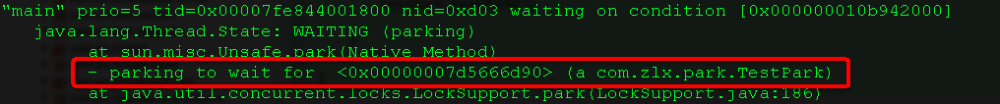 "main" prio=5 tid=0x00007fe844001800 nid=0xd03 waiting on condition [0x000000010b942000]
java.lang.Thread.State: WAITING (parking)
at sun.misc.Unsafe.park(Native Method)
- parking to wait for  <0x00000007d5666d90> (a com.zlx.park.TestPark)
at java.util.concurrent.locks.LockSupport.park(LockSupport.java:186)